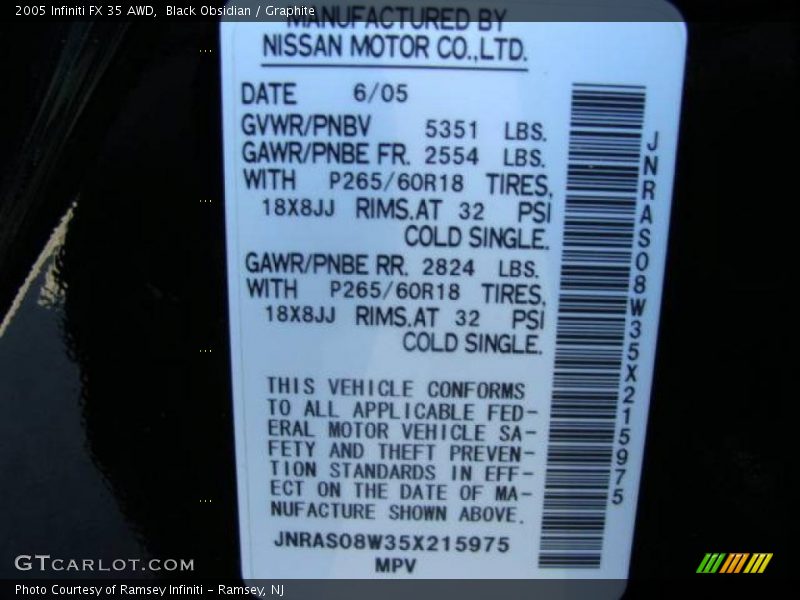 2005 Infiniti FX 35 AWD, Black Obsidian / Graphite
MANUFACTURED BY
NISSAN MOTOR CO.,LTD.
DATE 6/05
GVWR/PNBV 5351 LBS.
GAWR/PNBE FR. 2554 LBS.
WITH P265/60R18 TIRES,
18X8JJ RIMS.AT 32 PSI
COLD SINGLE.
GAWR/PNBE RR. 2824 LBS.
WITH P265/60R18 TIRES,
18X8JJ RIMS.AT 32 PSI
COLD SINGLE.
THIS VEHICLE CONFORMS
TO ALL APPLICABLE FED-
ERAL MOTOR VEHICLE SA-
FETY AND THEFT PREVEN-
TION STANDARDS IN EFF-
ECT ON THE DATE OF MA-
NUFACTURE SHOWN ABOVE.
JNRAS08W35X215975
MPV
JNRAS08W35X215975
GTCARLOT.COM
Photo Courtesy of Ramsey Infiniti - Ramsey, NJ